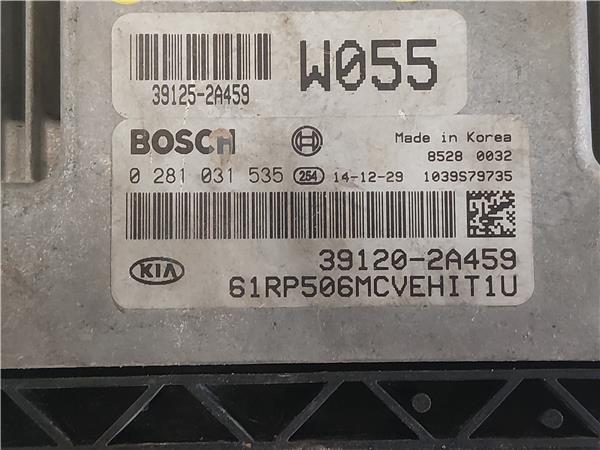 W055
39125-2A459
BOSCH
Made in Korea
8528 0032
0 281 031 535 254 14-12-29 1039S79735
39120-2A459
KIA
61RP506MCVEHIT1U